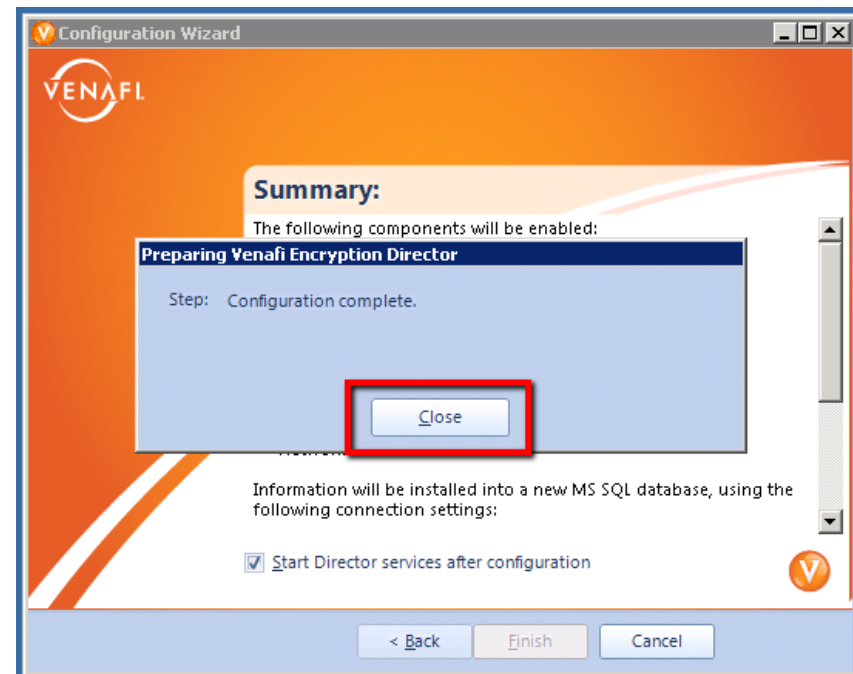 Configuration Wizard
VENAFI
Summary:
The following components will be enabled:
Preparing Venafi Encryption Director
Step: Configuration complete.
Close
Information will be installed into a new MS SQL database, using the
following connection settings:
Start Director services after configuration
< Back Finish Cancel